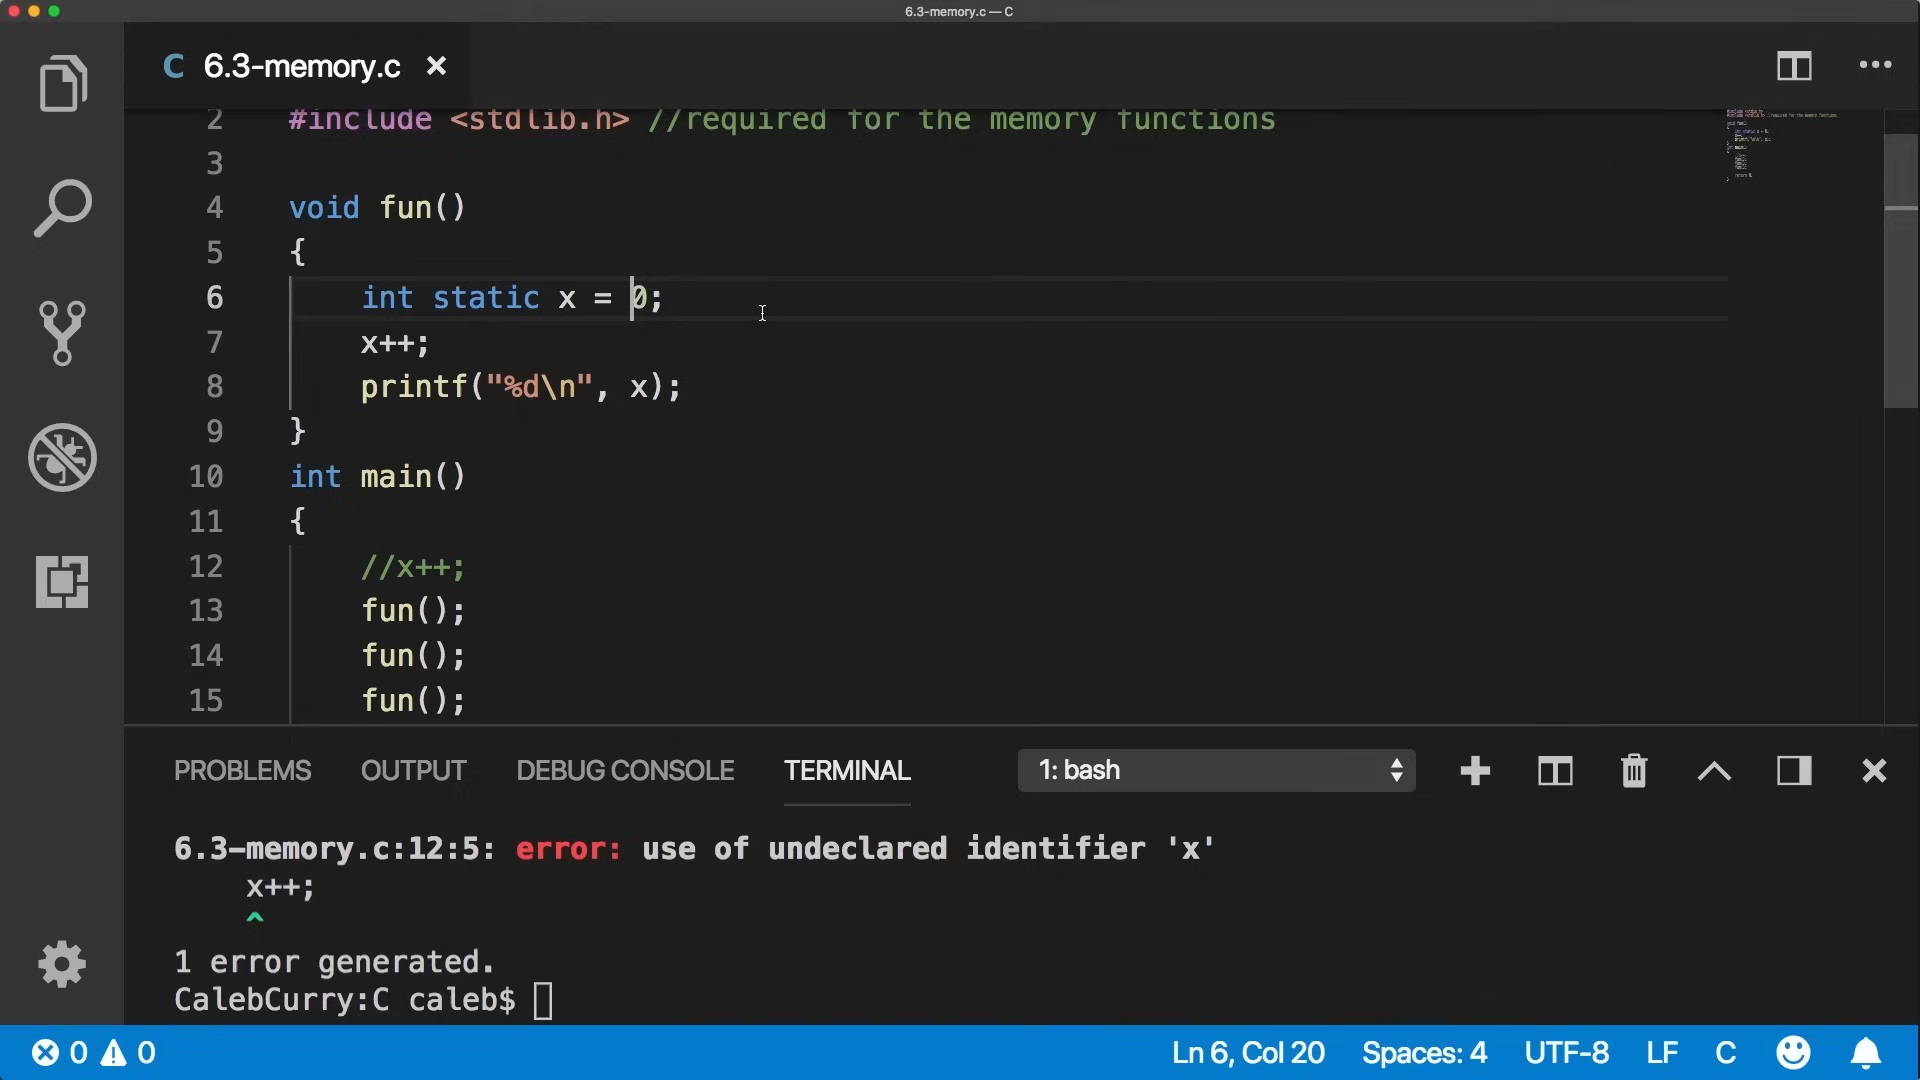 6.3-memory.c — C
C 6.3-memory.c ×
2 #include <stdlib.h> //required for the memory functions
3
4 void fun()
5 {
6 int static x = 0;
7 x++;
8 printf("%d\n", x);
9 }
10 int main()
11 {
12 //x++;
13 fun();
14 fun();
15 fun();
PROBLEMS OUTPUT DEBUG CONSOLE TERMINAL 1: bash
6.3-memory.c:12:5: error: use of undeclared identifier 'x'
x++;
^
1 error generated.
CalebCurry:C caleb$
0 0 Ln 6, Col 20 Spaces: 4 UTF-8 LF C